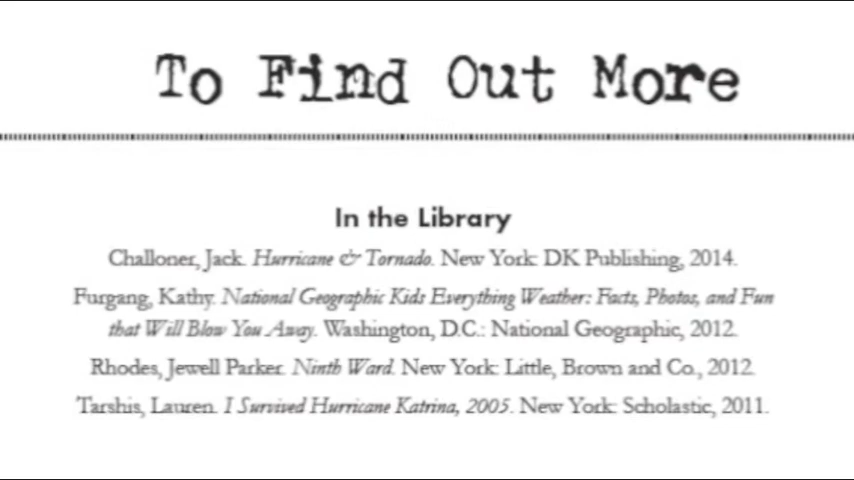 To Find Out More
In the Library
Challoner, Jack. Hurricane & Tornado. New York: DK Publishing, 2014.
Furgang, Kathy. National Geographic Kids Everything Weather: Facts, Photos, and Fun
that Will Blow You Away. Washington, D.C.: National Geographic, 2012.
Rhodes, Jewell Parker. Ninth Ward. New York: Little, Brown and Co., 2012.
Tarshis, Lauren. I Survived Hurricane Katrina, 2005. New York: Scholastic, 2011.